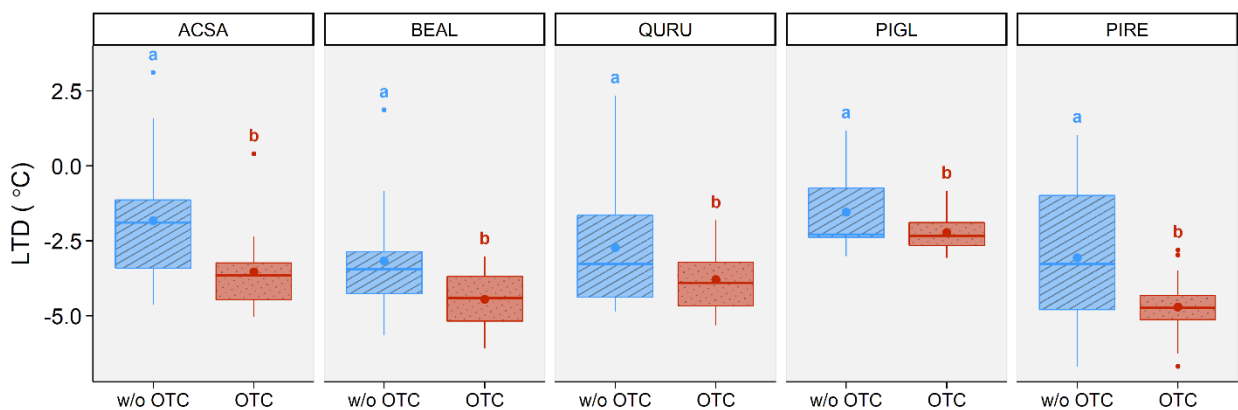 ACSA BEAL QURU PIGL PIRE
LTD ( °C)
2.5
0.0
-2.5
-5.0
a b a b a b a b a b
w/o OTC OTC w/o OTC OTC w/o OTC OTC w/o OTC OTC w/o OTC OTC